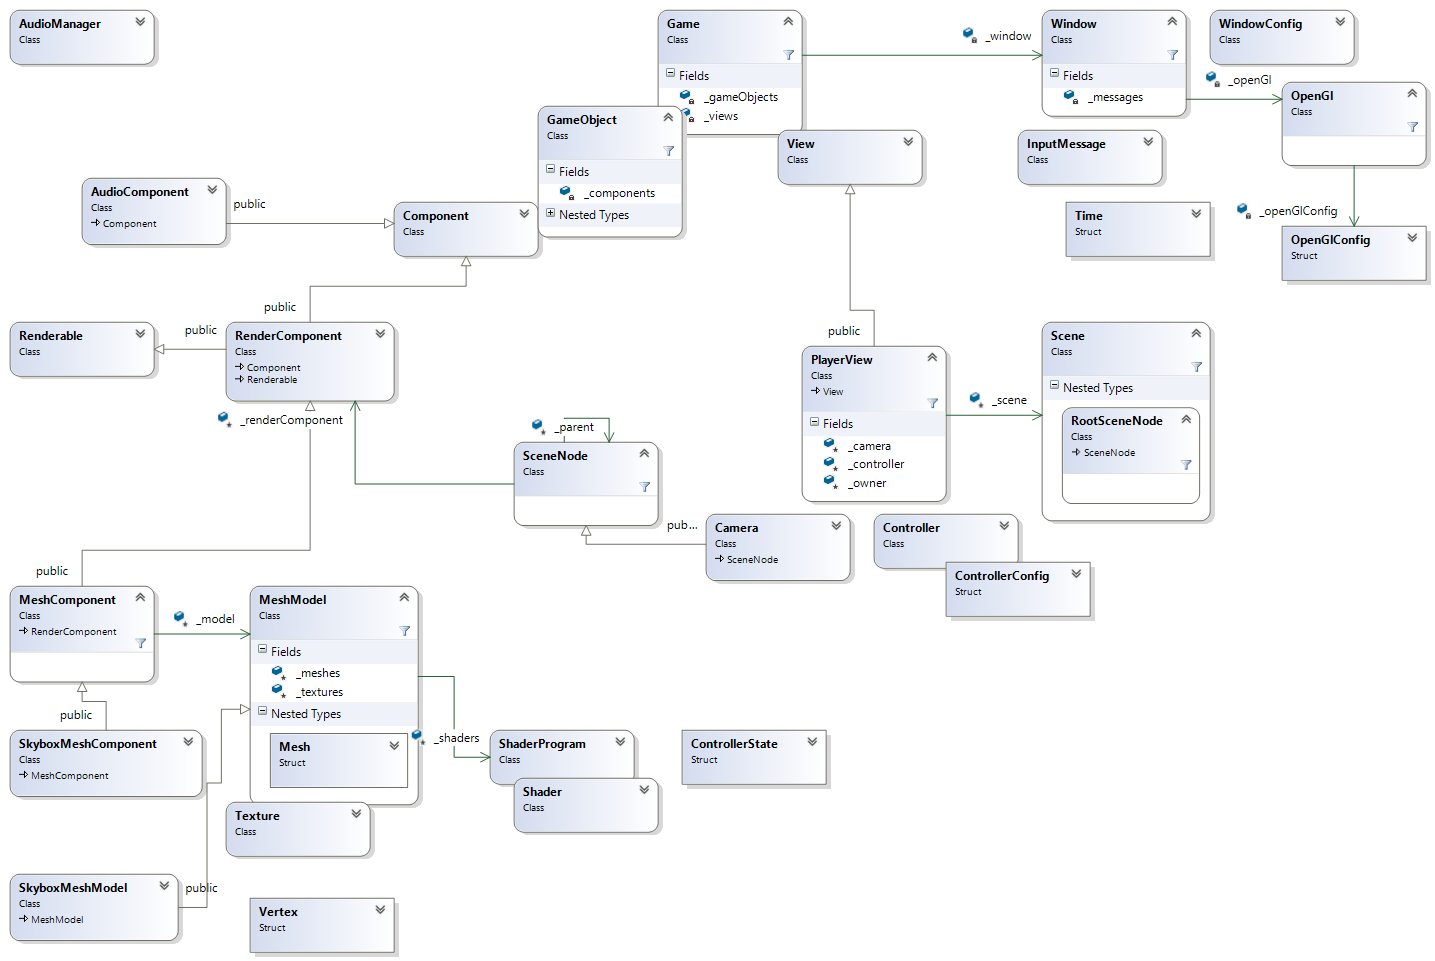 AudioManager
Class
Game
Class
Fields
_gameObjects
_views
_window
Window
Class
Fields
_messages
WindowConfig
Class
_openGl
OpenGl
Class
GameObject
Class
Fields
_components
Nested Types
View
Class
InputMessage
Class
AudioComponent
Class
Component
public
Component
Class
Time
Struct
_openGlConfig
OpenGlConfig
Struct
public
Renderable
Class
public
RenderComponent
Class
Component
Renderable
_renderComponent
public
PlayerView
Class
View
Fields
_camera
_controller
_owner
_scene
Scene
Class
Nested Types
RootSceneNode
Class
SceneNode
_parent
SceneNode
Class
pub...
Camera
Class
SceneNode
Controller
Class
ControllerConfig
Struct
public
MeshComponent
Class
RenderComponent
_model
MeshModel
Class
Fields
_meshes
_textures
Nested Types
Mesh
Struct
public
SkyboxMeshComponent
Class
MeshComponent
_shaders
ShaderProgram
Class
Shader
Class
ControllerState
Struct
Texture
Class
SkyboxMeshModel
Class
MeshModel
public
Vertex
Struct